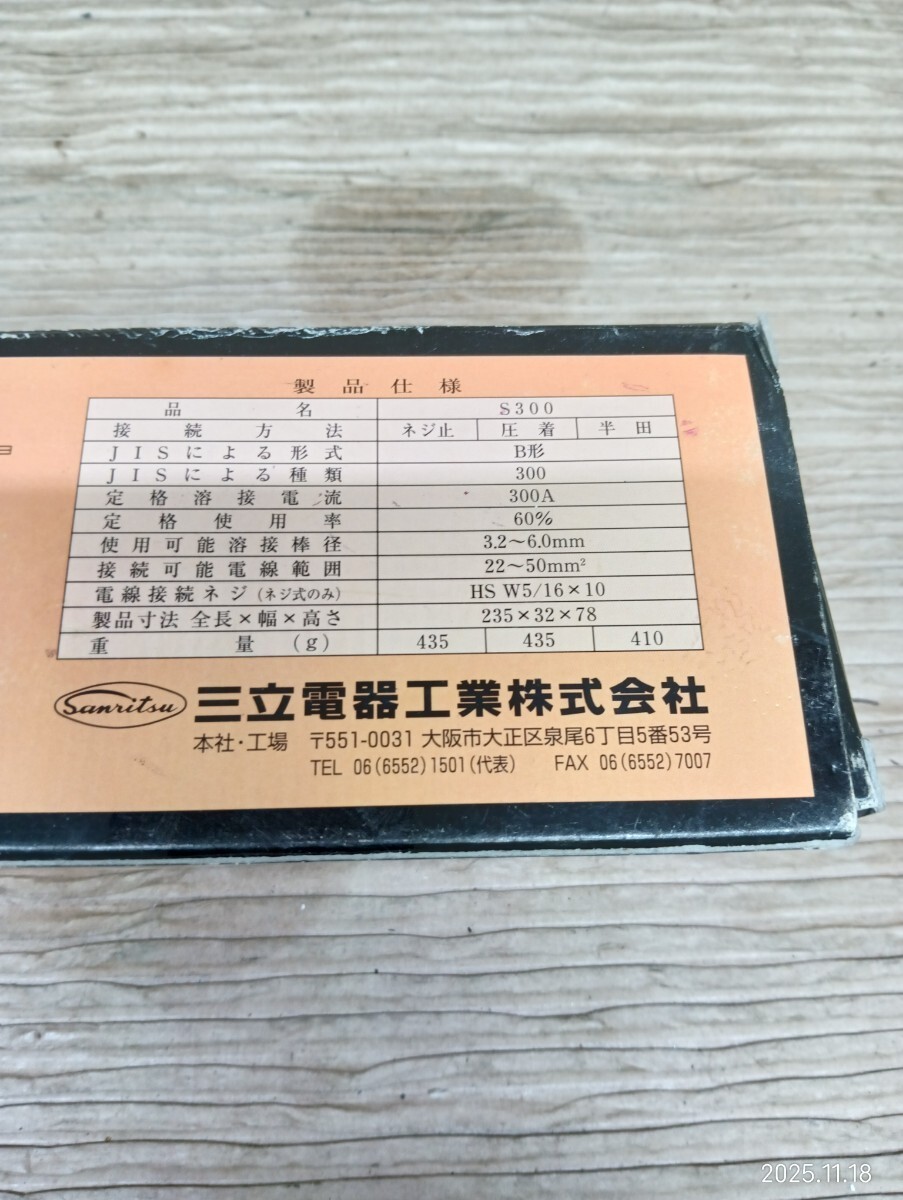 製品仕様
品名 S300
接続方法 ネジ止 圧着 半田
JISによる形式 B形
JISによる種類 300
定格溶接電流 300A
定格使用率 60%
使用可能溶接棒径 3.2～6.0mm
接続可能電線範囲 22～50mm²
電線接続ネジ(ネジ式のみ) HS W5/16×10
製品寸法 全長×幅×高さ 235×32×78
重量(g) 435 435 410
Sanritsu 三立電器工業株式会社
本社・工場 〒551-0031 大阪市大正区泉尾6丁目5番53号
TEL 06(6552)1501(代表) FAX 06(6552)7007
2025.11.18